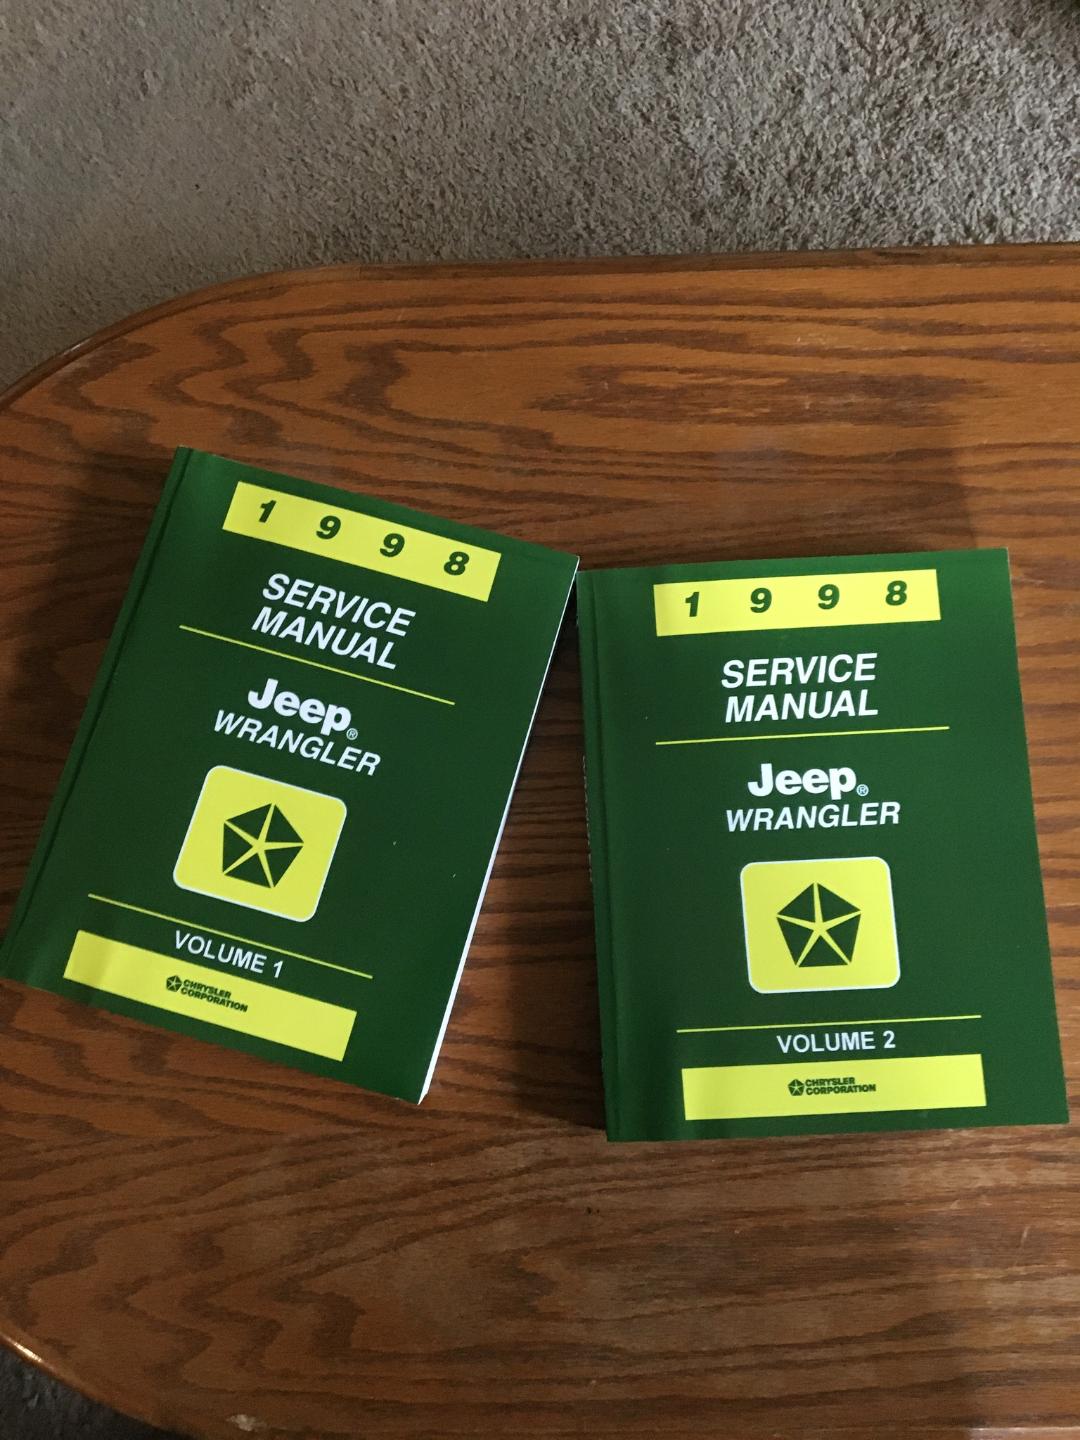 1 9 9 8
SERVICE
MANUAL
Jeep®
WRANGLER
VOLUME 1
CHRYSLER
CORPORATION
1 9 9 8
SERVICE
MANUAL
Jeep®
WRANGLER
VOLUME 2
CHRYSLER
CORPORATION